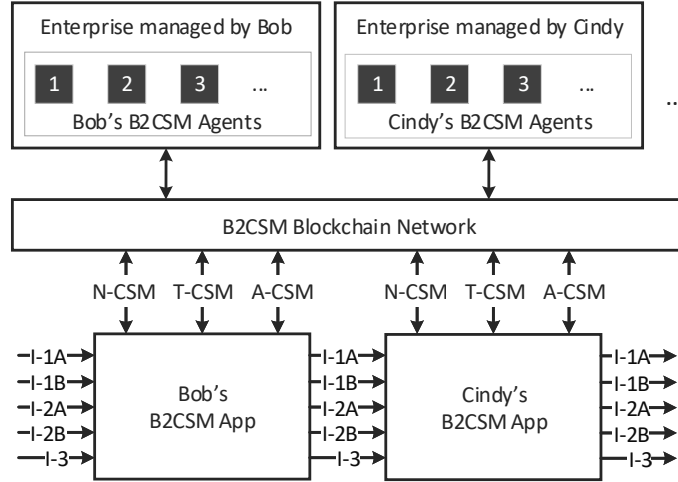 Enterprise managed by Bob
Enterprise managed by Cindy
1 2 3 ...
1 2 3 ...
Bob's B2CSM Agents
Cindy's B2CSM Agents
...
B2CSM Blockchain Network
N-CSM T-CSM A-CSM N-CSM T-CSM A-CSM
I-1A I-1A I-1A
I-1B I-1B I-1B
I-2A I-2A I-2A
I-2B I-2B I-2B
I-3 I-3 I-3
Bob's
B2CSM App
Cindy's
B2CSM App